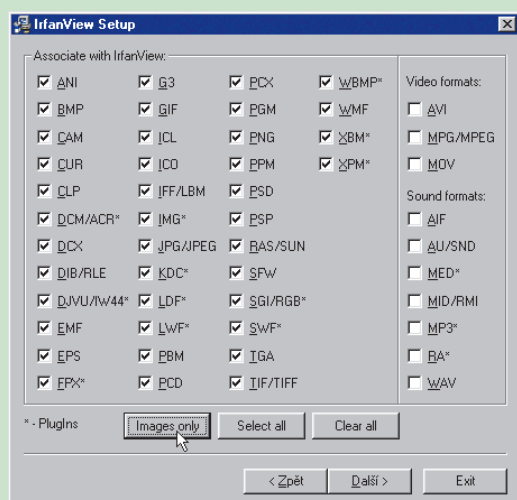 IrfanView Setup
Associate with IrfanView:
ANI
BMP
CAM
CUR
CLP
DCM/ACR*
DCX
DIB/RLE
DJVU/IW44*
EMF
EPS
FPX*
G3
GIF
ICL
ICO
IFF/LBM
IMG*
JPG/JPEG
KDC*
LDF*
LWF*
PBM
PCD
PCX
PGM
PNG
PPM
PSD
PSP
RAS/SUN
SFW
SGI/RGB*
SWF*
TGA
TIF/TIFF
WBMP*
WMF
XBM*
XPM*
Video formats:
AVI
MPG/MPEG
MOV
Sound formats:
AIF
AU/SND
MED*
MID/RMI
MP3*
RA*
WAV
* - PlugIns
Images only
Select all
Clear all
< Zpět
Další >
Exit